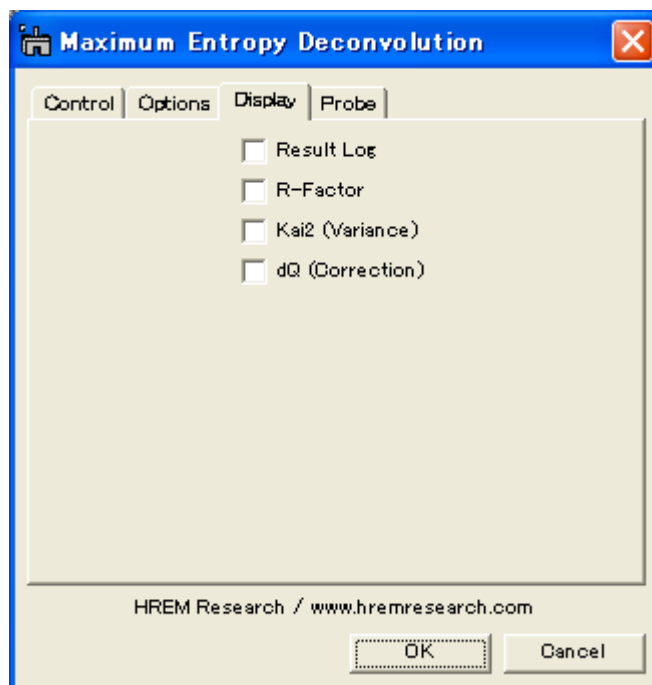 Maximum Entropy Deconvolution
Control Options Display Probe
Result Log
R-Factor
Kai2 (Variance)
dQ (Correction)
HREM Research / www.hremresearch.com
OK Cancel